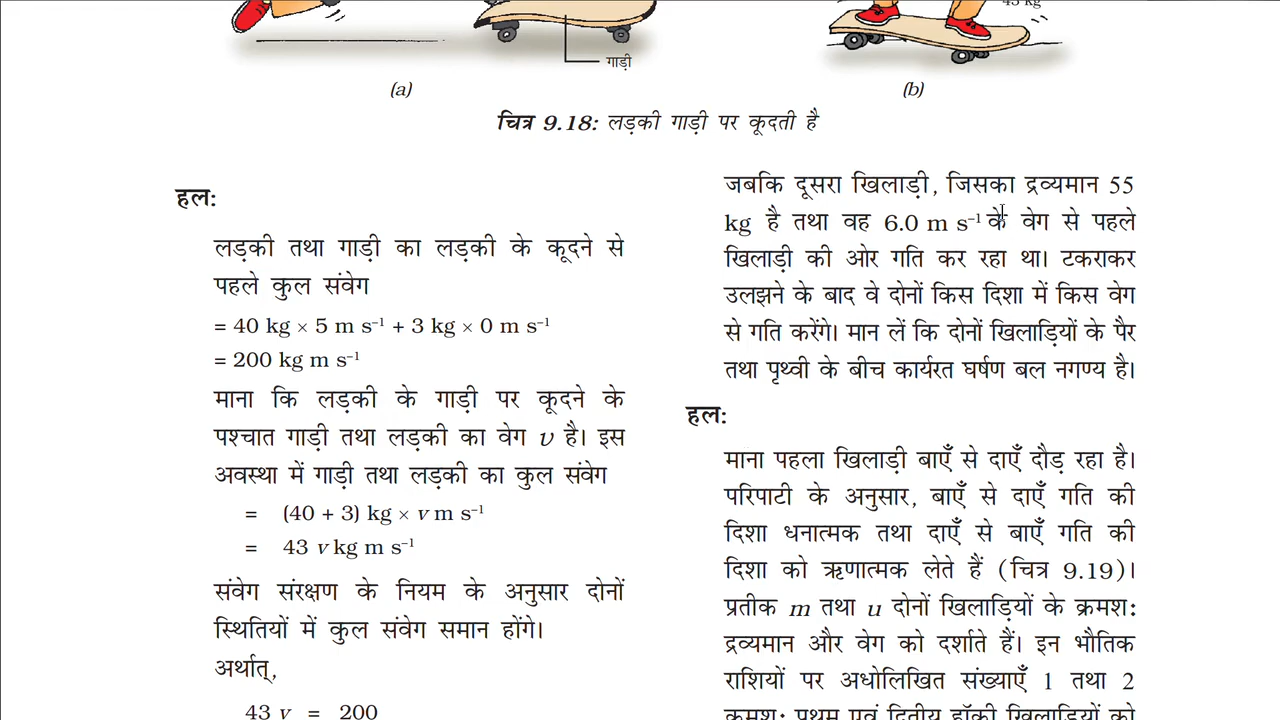 43 kg
गाड़ी
(a)
(b)
चित्र 9.18: लड़की गाड़ी पर कूदती है
हल:
लड़की तथा गाड़ी का लड़की के कूदने से
पहले कुल संवेग
= 40 kg × 5 m s⁻¹ + 3 kg × 0 m s⁻¹
= 200 kg m s⁻¹
माना कि लड़की के गाड़ी पर कूदने के
पश्चात गाड़ी तथा लड़की का वेग v है। इस
अवस्था में गाड़ी तथा लड़की का कुल संवेग
= (40 + 3) kg × v m s⁻¹
= 43 v kg m s⁻¹
संवेग संरक्षण के नियम के अनुसार दोनों
स्थितियों में कुल संवेग समान होंगे।
अर्थात्,
43 v = 200
जबकि दूसरा खिलाड़ी, जिसका द्रव्यमान 55
kg है तथा वह 6.0 m s⁻¹ के वेग से पहले
खिलाड़ी की ओर गति कर रहा था। टकराकर
उलझने के बाद वे दोनों किस दिशा में किस वेग
से गति करेंगे। मान लें कि दोनों खिलाड़ियों के पैर
तथा पृथ्वी के बीच कार्यरत घर्षण बल नगण्य है।
हल:
माना पहला खिलाड़ी बाएँ से दाएँ दौड़ रहा है।
परिपाटी के अनुसार, बाएँ से दाएँ गति की
दिशा धनात्मक तथा दाएँ से बाएँ गति की
दिशा को ऋणात्मक लेते हैं (चित्र 9.19)।
प्रतीक m तथा u दोनों खिलाड़ियों के क्रमश:
द्रव्यमान और वेग को दर्शाते हैं। इन भौतिक
राशियों पर अधोलिखित संख्याएँ 1 तथा 2
क्रमश: प्रथम एवं द्वितीय हॉकी खिलाड़ियों को